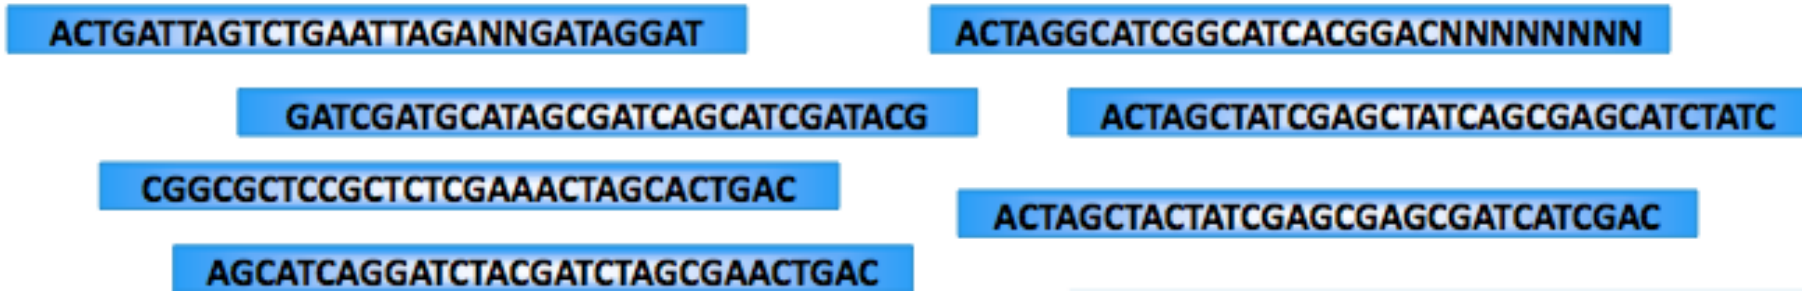 ACTGATTAGTCTGAATTAGANNGATAGGAT
ACTAGGCATCGGCATCACGGACNNNNNNNN
GATCGATGCATAGCGATCAGCATCGATACG
ACTAGCTATCGAGCTATCAGCGAGCATCTATC
CGGCGCTCCGCTCTCGAAACTAGCACTGAC
ACTAGCTACTATCGAGCGAGCGATCATCGAC
AGCATCAGGATCTACGATCTAGCGAACTGAC